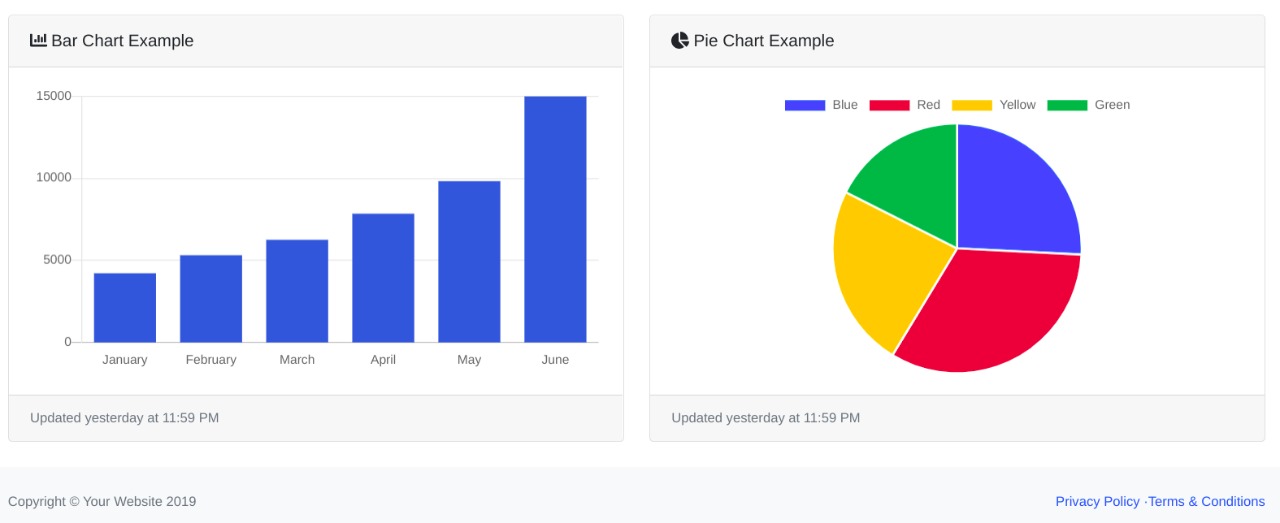 Bar Chart Example
15000
10000
5000
0
January February March April May June
Updated yesterday at 11:59 PM
Pie Chart Example
Blue Red Yellow Green
Updated yesterday at 11:59 PM
Copyright © Your Website 2019
Privacy Policy ·Terms & Conditions